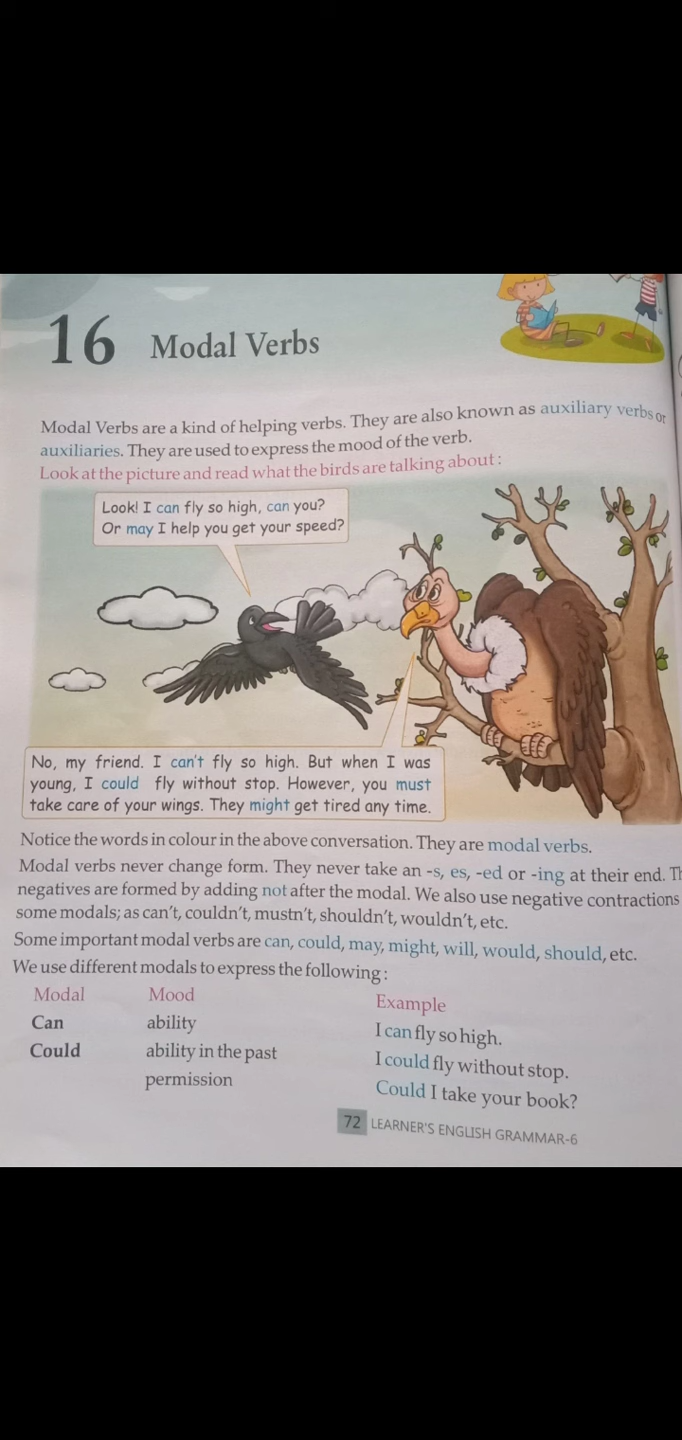 16 Modal Verbs
Modal Verbs are a kind of helping verbs. They are also known as auxiliary verbs or
auxiliaries. They are used to express the mood of the verb.
Look at the picture and read what the birds are talking about :
Look! I can fly so high, can you?
Or may I help you get your speed?
No, my friend. I can't fly so high. But when I was
young, I could fly without stop. However, you must
take care of your wings. They might get tired any time.
Notice the words in colour in the above conversation. They are modal verbs.
Modal verbs never change form. They never take an -s, es, -ed or -ing at their end.
negatives are formed by adding not after the modal. We also use negative contractions
some modals; as can't, couldn't, mustn't, shouldn't, wouldn't, etc.
Some important modal verbs are can, could, may, might, will, would, should, etc.
We use different modals to express the following :
Modal Mood Example
Can ability I can fly so high.
Could ability in the past I could fly without stop.
permission Could I take your book?
72 LEARNER'S ENGLISH GRAMMAR-6